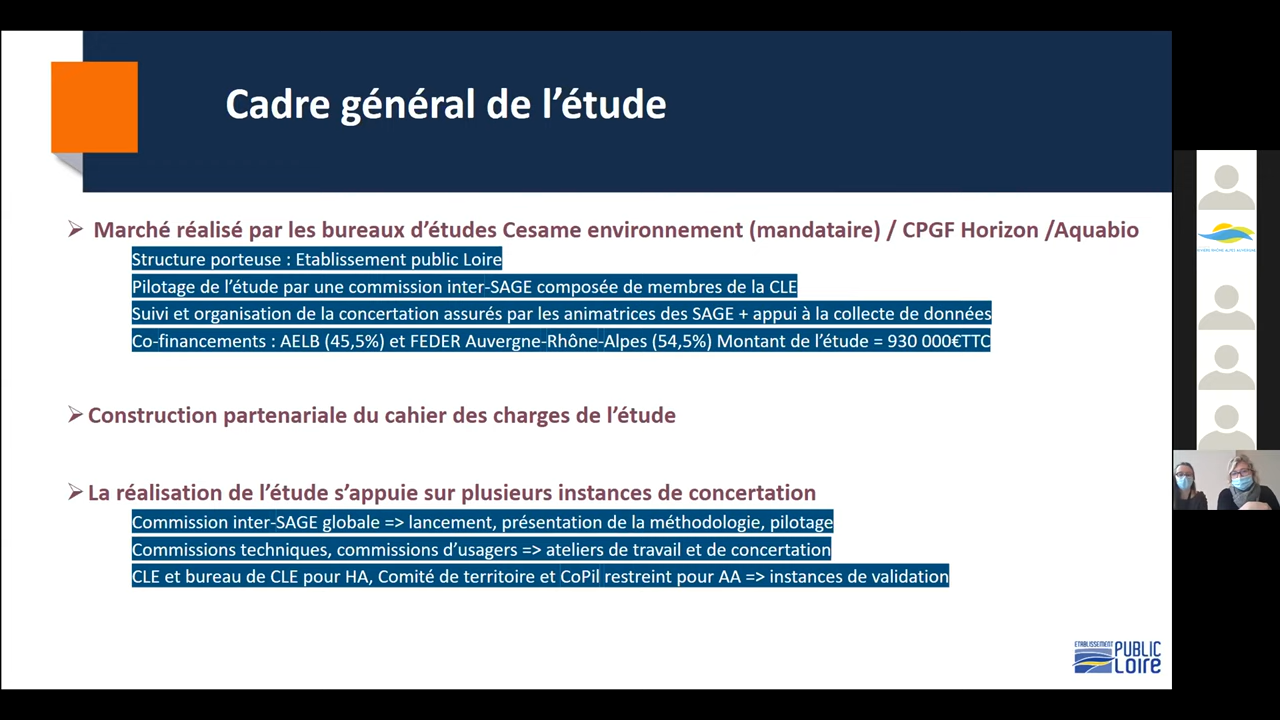 Cadre général de l’étude
Marché réalisé par les bureaux d’études Cesame environnement (mandataire) / CPGF Horizon /Aquabio
Structure porteuse : Etablissement public Loire
Pilotage de l’étude par une commission inter-SAGE composée de membres de la CLE
Suivi et organisation de la concertation assurés par les animatrices des SAGE + appui à la collecte de données
Co-financements : AELB (45,5%) et FEDER Auvergne-Rhône-Alpes (54,5%) Montant de l’étude = 930 000€TTC
Construction partenariale du cahier des charges de l’étude
La réalisation de l’étude s’appuie sur plusieurs instances de concertation
Commission inter-SAGE globale => lancement, présentation de la méthodologie, pilotage
Commissions techniques, commissions d’usagers => ateliers de travail et de concertation
CLE et bureau de CLE pour HA, Comité de territoire et CoPil restreint pour AA => instances de validation
ETABLISSEMENT
PUBLIC
LOIRE